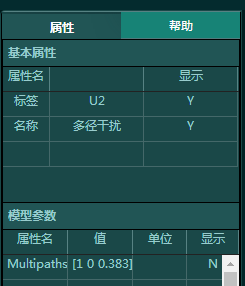 属性 帮助
基本属性
属性名 显示
标签 U2 Y
名称 多径干扰 Y
模型参数
属性名 值 单位 显示
Multipaths [1 0 0.383] N